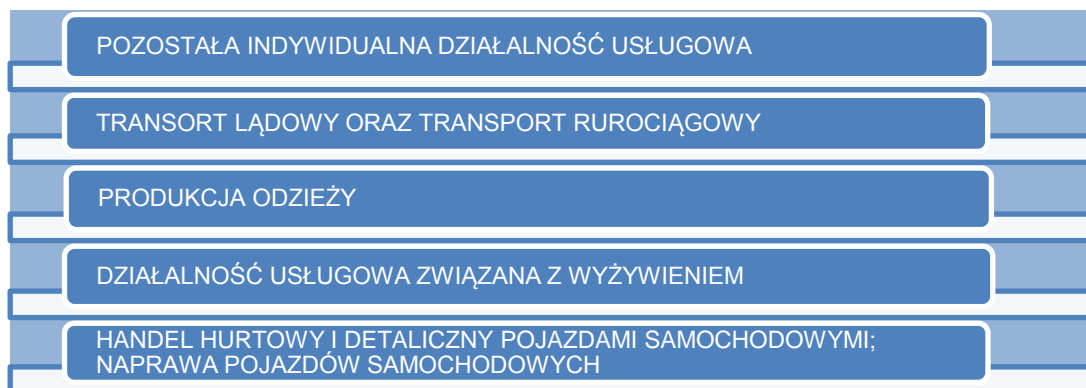 POZOSTAŁA INDYWIDUALNA DZIAŁALNOŚĆ USŁUGOWA
TRANSORT LĄDOWY ORAZ TRANSPORT RUROCIĄGOWY
PRODUKCJA ODZIEŻY
DZIAŁALNOŚĆ USŁUGOWA ZWIĄZANA Z WYŻYWIENIEM
HANDEL HURTOWY I DETALICZNY POJAZDAMI SAMOCHODOWYMI;
NAPRAWA POJAZDÓW SAMOCHODOWYCH